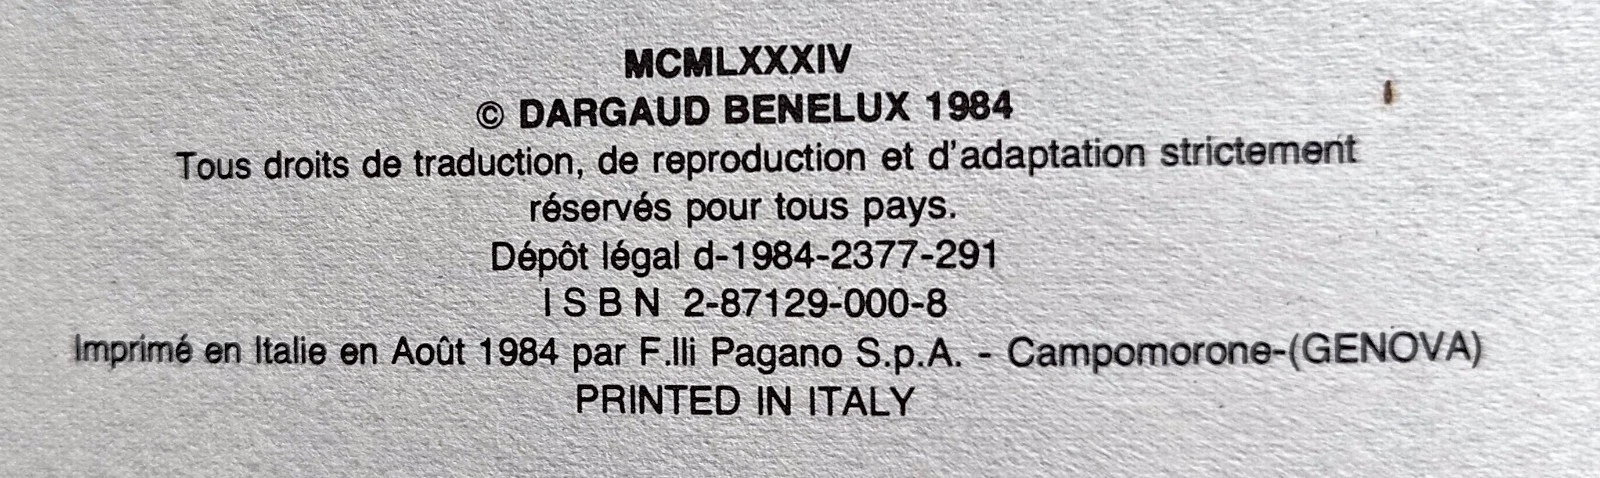 MCMLXXXIV
© DARGAUD BENELUX 1984
Tous droits de traduction, de reproduction et d'adaptation strictement
réservés pour tous pays.
Dépôt légal d-1984-2377-291
ISBN 2-87129-000-8
Imprimé en Italie en Août 1984 par F.lli Pagano S.p.A. - Campomorone-(GENOVA)
PRINTED IN ITALY